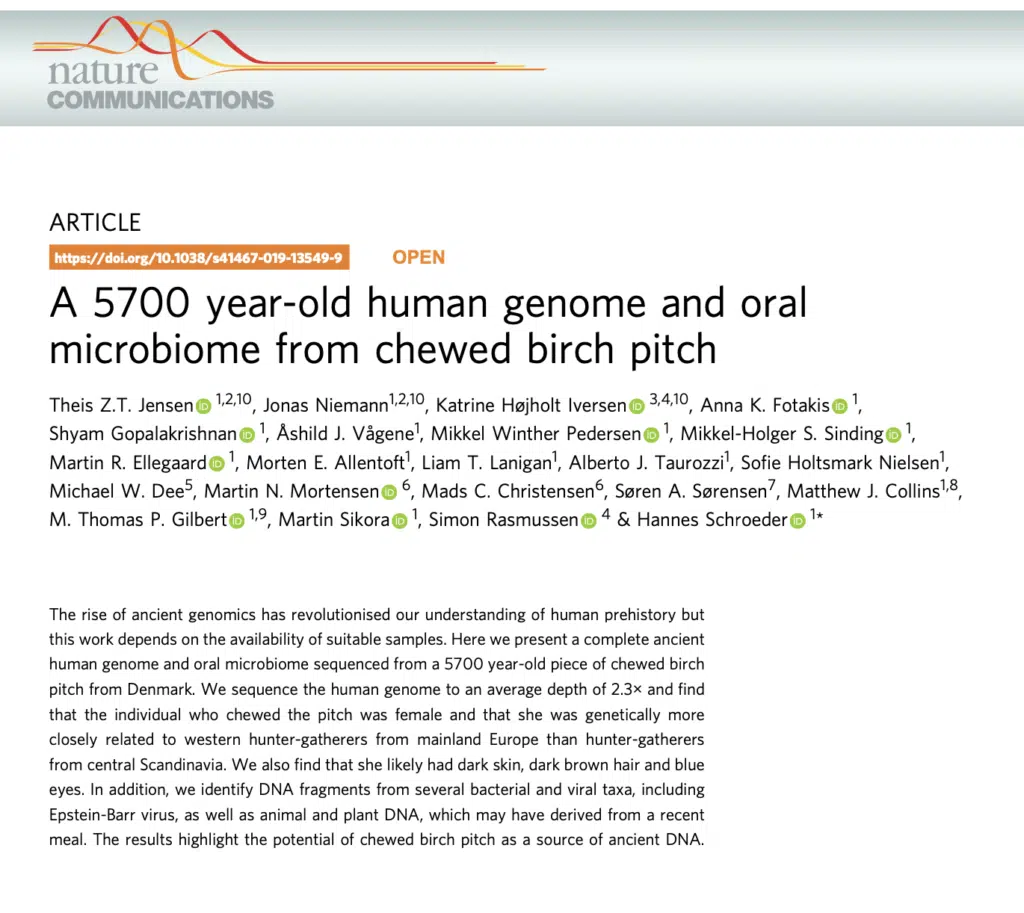 nature
COMMUNICATIONS
ARTICLE
https://doi.org/10.1038/s41467-019-13549-9 OPEN
A 5700 year-old human genome and oral
microbiome from chewed birch pitch
Theis Z.T. Jensen iD 1,2,10, Jonas Niemann1,2,10, Katrine Højholt Iversen iD 3,4,10, Anna K. Fotakis iD 1,
Shyam Gopalakrishnan iD 1, Åshild J. Vågene1, Mikkel Winther Pedersen iD 1, Mikkel-Holger S. Sinding iD 1,
Martin R. Ellegaard iD 1, Morten E. Allentoft1, Liam T. Lanigan1, Alberto J. Taurozzi1, Sofie Holtsmark Nielsen1,
Michael W. Dee5, Martin N. Mortensen iD 6, Mads C. Christensen6, Søren A. Sørensen7, Matthew J. Collins1,8,
M. Thomas P. Gilbert iD 1,9, Martin Sikora iD 1, Simon Rasmussen iD 4 & Hannes Schroeder iD 1*
The rise of ancient genomics has revolutionised our understanding of human prehistory but
this work depends on the availability of suitable samples. Here we present a complete ancient
human genome and oral microbiome sequenced from a 5700 year-old piece of chewed birch
pitch from Denmark. We sequence the human genome to an average depth of 2.3× and find
that the individual who chewed the pitch was female and that she was genetically more
closely related to western hunter-gatherers from mainland Europe than hunter-gatherers
from central Scandinavia. We also find that she likely had dark skin, dark brown hair and blue
eyes. In addition, we identify DNA fragments from several bacterial and viral taxa, including
Epstein-Barr virus, as well as animal and plant DNA, which may have derived from a recent
meal. The results highlight the potential of chewed birch pitch as a source of ancient DNA.